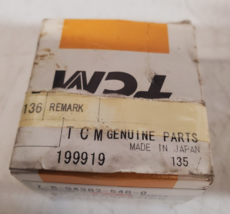 TCM
136 REMARK
TCM GENUINE PARTS
MADE IN JAPAN
199919 135